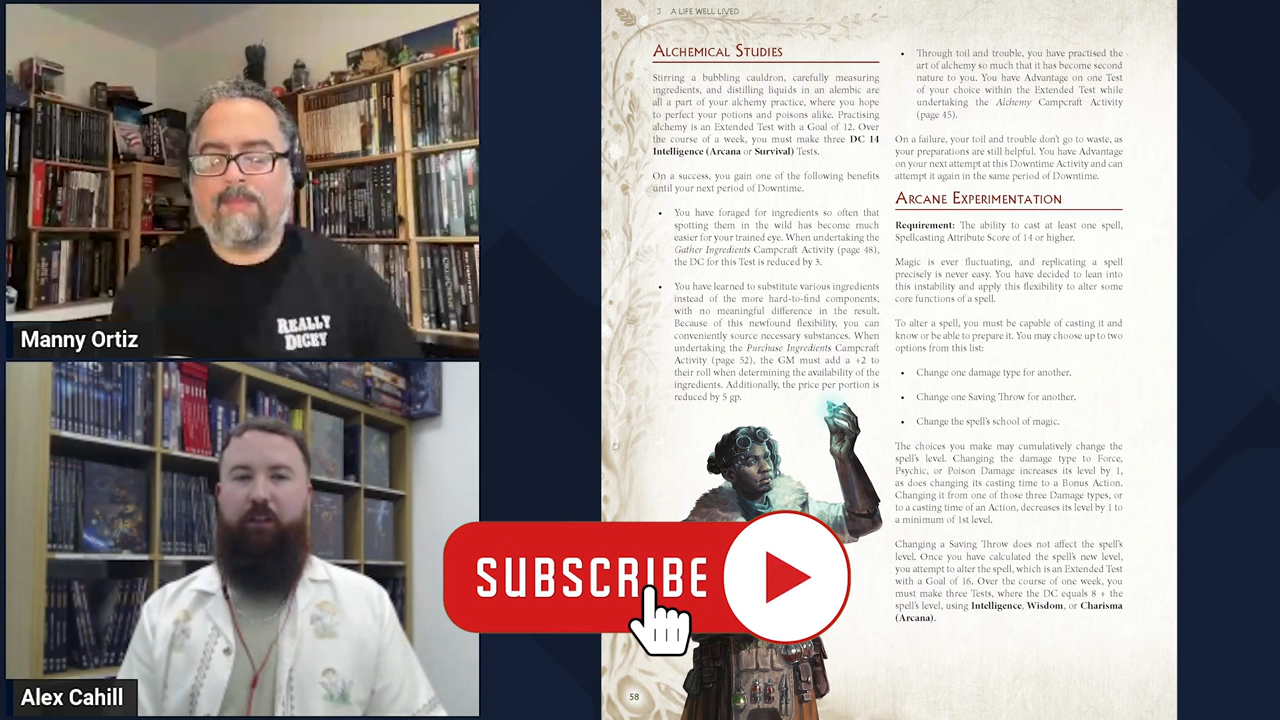 Manny Ortiz
REALLY
DICEY
Alex Cahill
SUBSCRIBE
3 A LIFE WELL LIVED
ALCHEMICAL STUDIES
Stirring a bubbling cauldron, carefully measuring
ingredients, and distilling liquids in an alembic are
all a part of your alchemy practice, where you hope
to perfect your potions and poisons alike. Practising
alchemy is an Extended Test with a Goal of 12. Over
the course of a week, you must make three DC 14
Intelligence (Arcana or Survival) Tests.
On a success, you gain one of the following benefits
until your next period of Downtime.
• You have foraged for ingredients so often that
spotting them in the wild has become much
easier for your trained eye. When undertaking the
Gather Ingredients Campcraft Activity (page 48),
the DC for this Test is reduced by 3.
• You have learned to substitute various ingredients
instead of the more hard-to-find components,
with no meaningful difference in the result.
Because of this newfound flexibility, you can
conveniently source necessary substances. When
undertaking the Purchase Ingredients Campcraft
Activity (page 52), the GM must add a +2 to
their roll when determining the availability of the
ingredients. Additionally, the price per portion is
reduced by 5 gp.
58
• Through toil and trouble, you have practised the
art of alchemy so much that it has become second
nature to you. You have Advantage on one Test
of your choice within the Extended Test while
undertaking the Alchemy Campcraft Activity
(page 45).
On a failure, your toil and trouble don't go to waste, as
your preparations are still helpful. You have Advantage
on your next attempt at this Downtime Activity and can
attempt it again in the same period of Downtime.
ARCANE EXPERIMENTATION
Requirement: The ability to cast at least one spell,
Spellcasting Attribute Score of 14 or higher.
Magic is ever fluctuating, and replicating a spell
precisely is never easy. You have decided to lean into
this instability and apply this flexibility to alter some
core functions of a spell.
To alter a spell, you must be capable of casting it and
know or be able to prepare it. You may choose up to two
options from this list:
• Change one damage type for another.
• Change one Saving Throw for another.
• Change the spell's school of magic.
The choices you make may cumulatively change the
spell's level. Changing the damage type to Force,
Psychic, or Poison Damage increases its level by 1,
as does changing its casting time to a Bonus Action.
Changing it from one of those three Damage types, or
to a casting time of an Action, decreases its level by 1 to
a minimum of 1st level.
Changing a Saving Throw does not affect the spell's
level. Once you have calculated the spell's new level,
you attempt to alter the spell, which is an Extended Test
with a Goal of 16. Over the course of one week, you
must make three Tests, where the DC equals 8 + the
spell's level, using Intelligence, Wisdom, or Charisma
(Arcana).